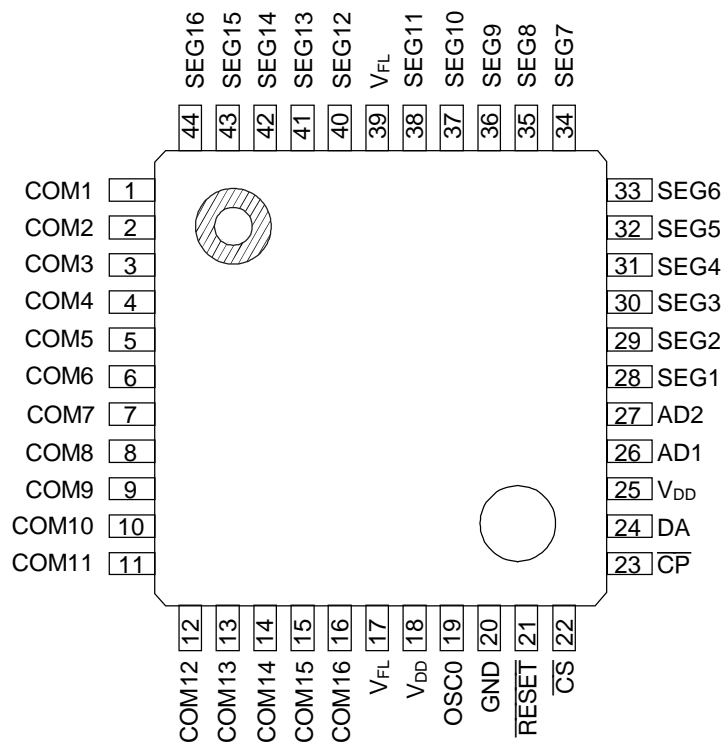 SEG16 SEG15 SEG14 SEG13 SEG12 VFL SEG11 SEG10 SEG9 SEG8 SEG7
44 43 42 41 40 39 38 37 36 35 34
COM1 1 33 SEG6
COM2 2 32 SEG5
COM3 3 31 SEG4
COM4 4 30 SEG3
COM5 5 29 SEG2
COM6 6 28 SEG1
COM7 7 27 AD2
COM8 8 26 AD1
COM9 9 25 VDD
COM10 10 24 DA
COM11 11 23 C̅P̅
12 13 14 15 16 17 18 19 20 21 22
COM12 COM13 COM14 COM15 COM16 VFL VDD OSC0 GND R̅E̅S̅E̅T̅ C̅S̅